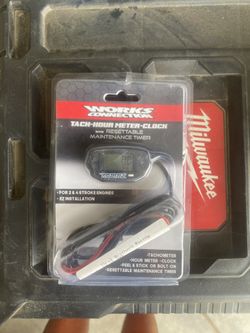 WORKS
CONNECTION
TACH-HOUR METER-CLOCK
WITH RESETTABLE
MAINTENANCE TIMER
• FOR 2 & 4 STROKE ENGINES
• EZ INSTALLATION
•TACHOMETER
•HOUR METER •CLOCK
•PEEL & STICK OR BOLT ON
•RESETTABLE MAINTENANCE TIMER
Milwaukee